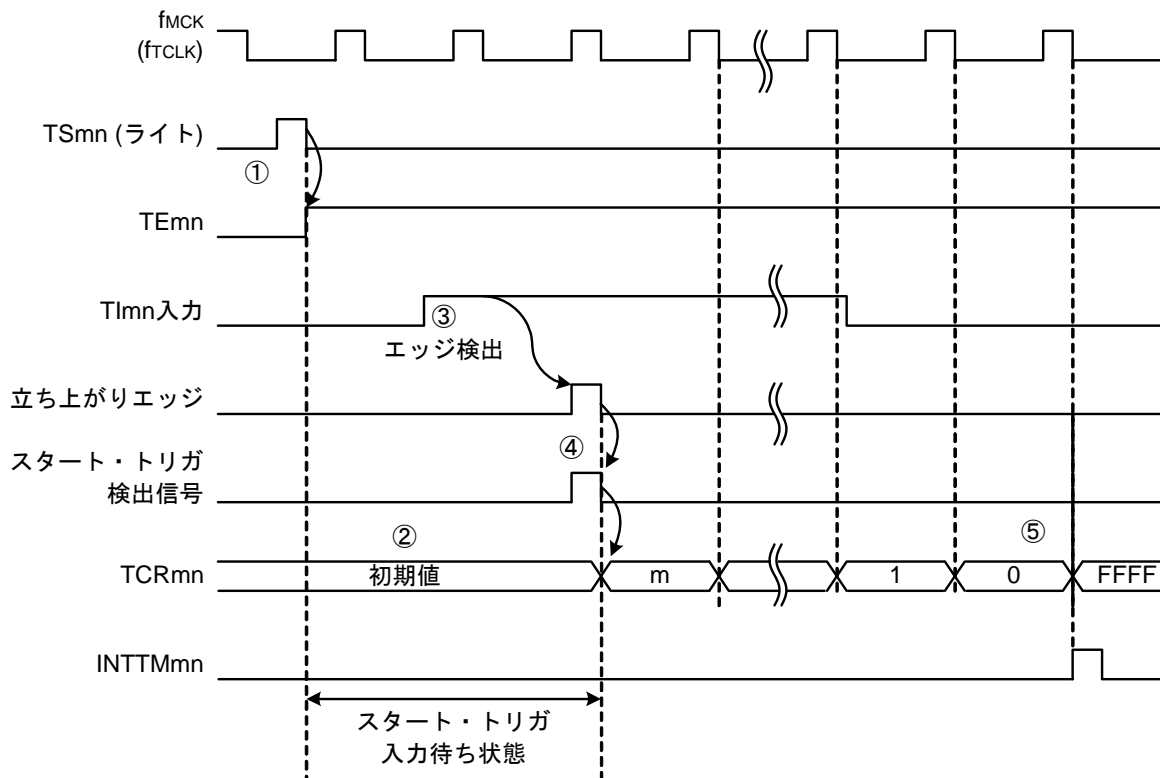 fMCK
(fTCLK)
TSmn (ライト)
①
TEmn
TImn入力
③
エッジ検出
立ち上がりエッジ
④
スタート・トリガ
検出信号
②
⑤
TCRmn
初期値
m
1
0
FFFF
INTTMmn
スタート・トリガ
入力待ち状態